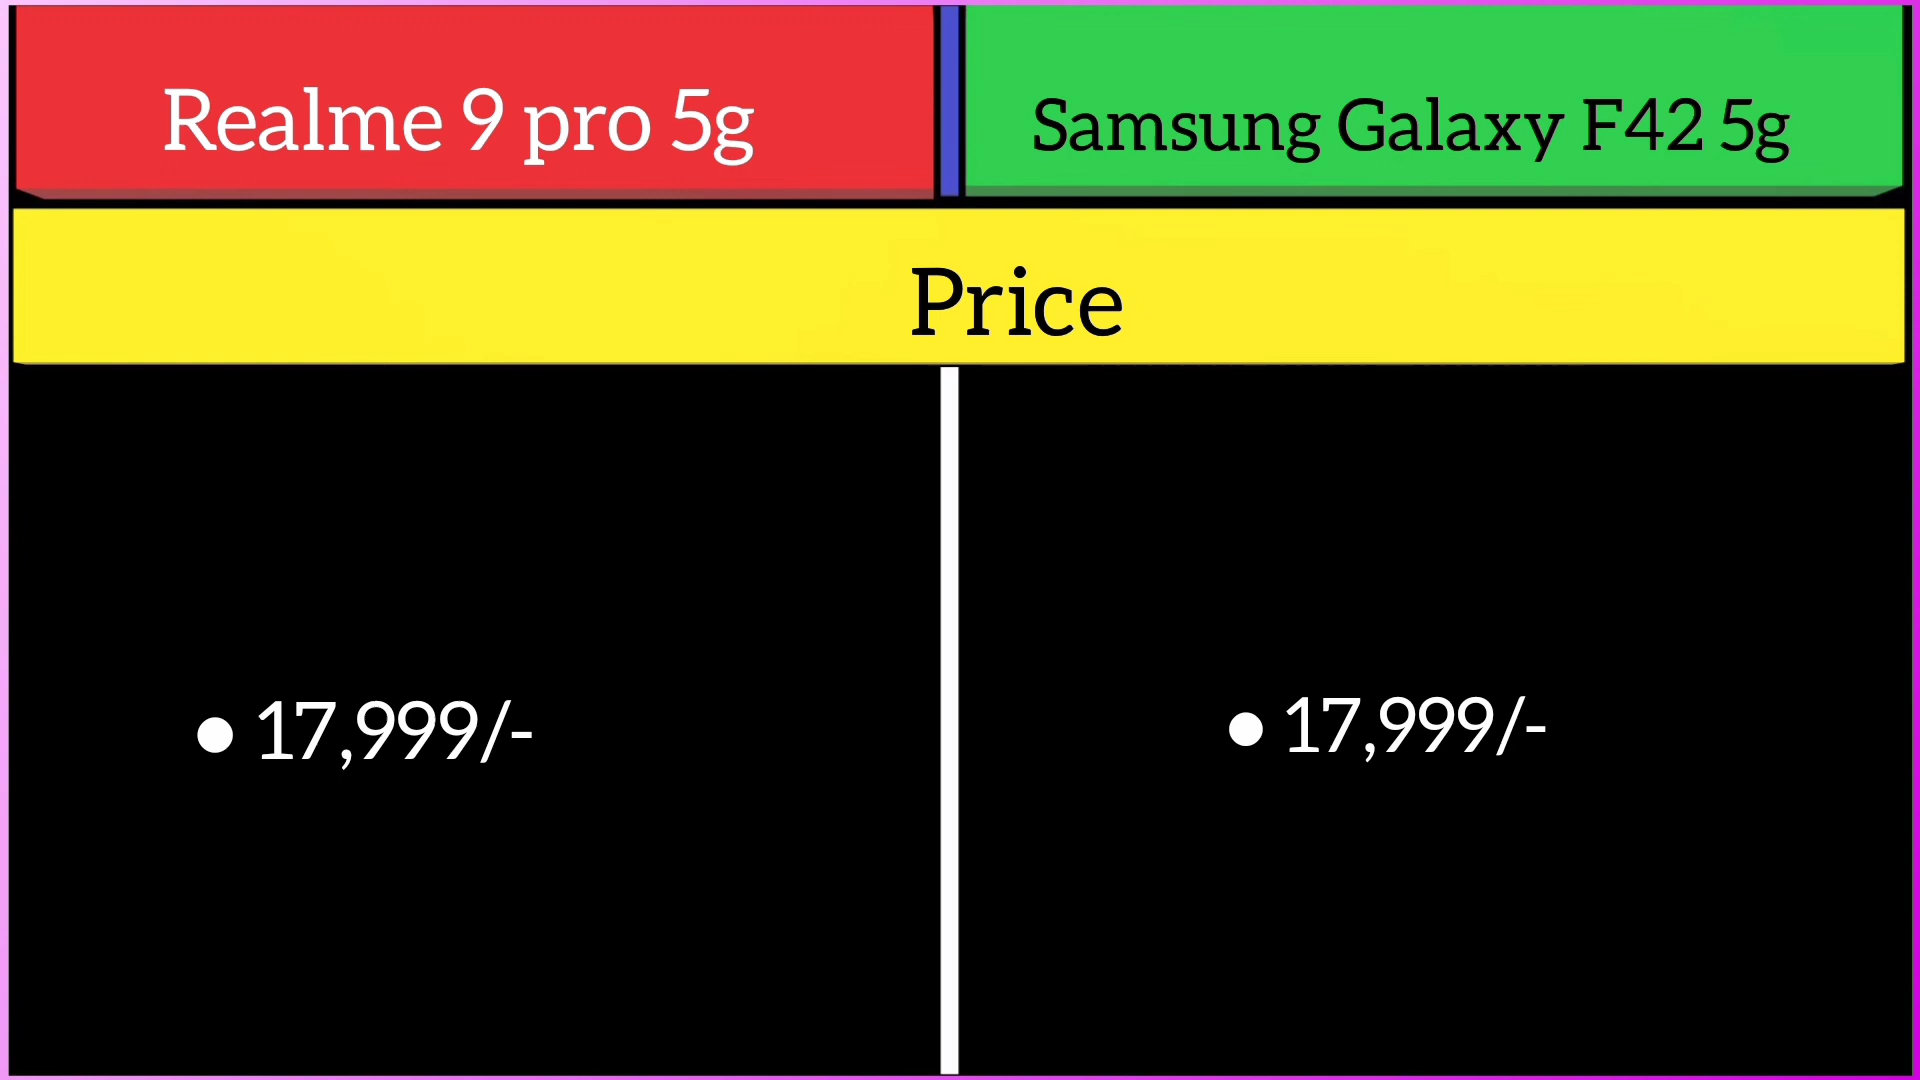 Realme 9 pro 5g
Samsung Galaxy F42 5g
Price
● 17,999/-
● 17,999/-